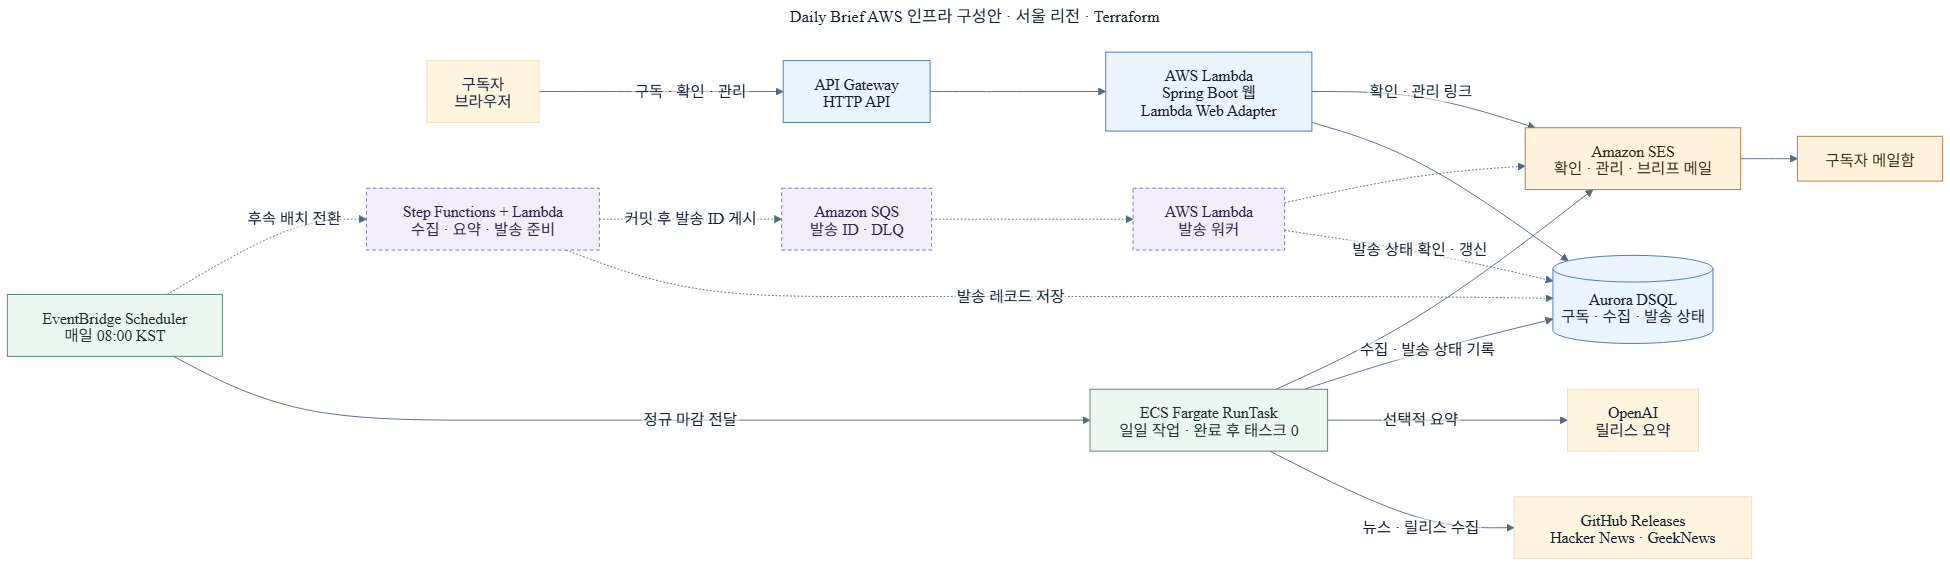 Daily Brief AWS 인프라 구성안 · 서울 리전 · Terraform
구독자
브라우저
구독 · 확인 · 관리
API Gateway
HTTP API
AWS Lambda
Spring Boot 웹
Lambda Web Adapter
확인 · 관리 링크
Amazon SES
확인 · 관리 · 브리프 메일
구독자 메일함
후속 배치 전환
Step Functions + Lambda
수집 · 요약 · 발송 준비
커밋 후 발송 ID 게시
Amazon SQS
발송 ID · DLQ
AWS Lambda
발송 워커
발송 상태 확인 · 갱신
발송 레코드 저장
Aurora DSQL
구독 · 수집 · 발송 상태
EventBridge Scheduler
매일 08:00 KST
수집 · 발송 상태 기록
정규 마감 전달
ECS Fargate RunTask
일일 작업 · 완료 후 태스크 0
선택적 요약
OpenAI
릴리스 요약
뉴스 · 릴리스 수집
GitHub Releases
Hacker News · GeekNews